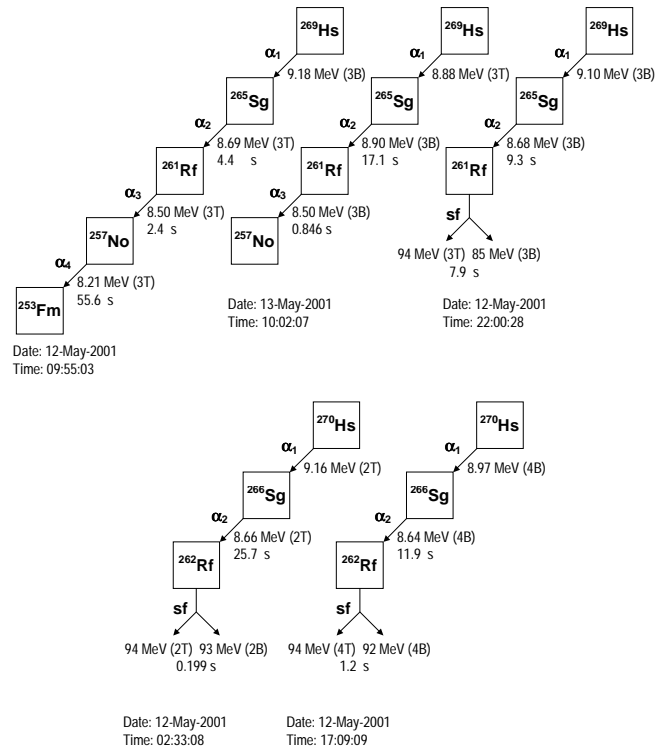 269Hs
α1
9.18 MeV (3B)
265Sg
α2
8.69 MeV (3T)
4.4 s
261Rf
α3
8.50 MeV (3T)
2.4 s
257No
α4
8.21 MeV (3T)
55.6 s
253Fm
Date: 12-May-2001
Time: 09:55:03
269Hs
α1
8.88 MeV (3T)
265Sg
α2
8.90 MeV (3B)
17.1 s
261Rf
α3
8.50 MeV (3B)
0.846 s
257No
Date: 13-May-2001
Time: 10:02:07
269Hs
α1
9.10 MeV (3B)
265Sg
α2
8.68 MeV (3B)
9.3 s
261Rf
sf
94 MeV (3T) 85 MeV (3B)
7.9 s
Date: 12-May-2001
Time: 22:00:28
270Hs
α1
9.16 MeV (2T)
266Sg
α2
8.66 MeV (2T)
25.7 s
262Rf
sf
94 MeV (2T) 93 MeV (2B)
0.199 s
Date: 12-May-2001
Time: 02:33:08
270Hs
α1
8.97 MeV (4B)
266Sg
α2
8.64 MeV (4B)
11.9 s
262Rf
sf
94 MeV (4T) 92 MeV (4B)
1.2 s
Date: 12-May-2001
Time: 17:09:09